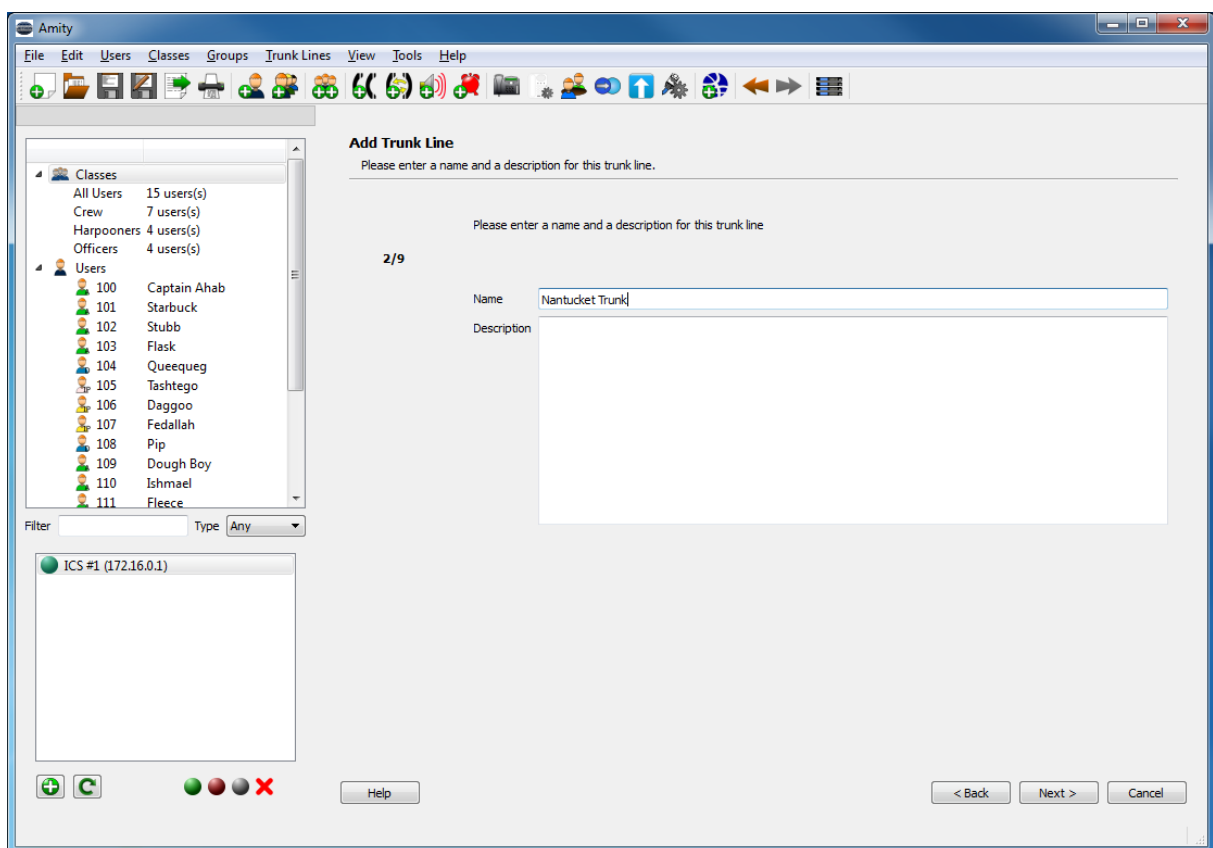 Amity
File Edit Users Classes Groups Trunk Lines View Tools Help
Add Trunk Line
Please enter a name and a description for this trunk line.
Classes
All Users 15 users(s)
Crew 7 users(s)
Harpooners 4 users(s)
Officers 4 users(s)
Users
100 Captain Ahab
101 Starbuck
102 Stubb
103 Flask
104 Queequeg
105 Tashtego
106 Daggoo
107 Fedallah
108 Pip
109 Dough Boy
110 Ishmael
111 Fleece
Filter Type Any
ICS #1 (172.16.0.1)
Please enter a name and a description for this trunk line
2/9
Name Nantucket Trunk
Description
Help < Back Next > Cancel